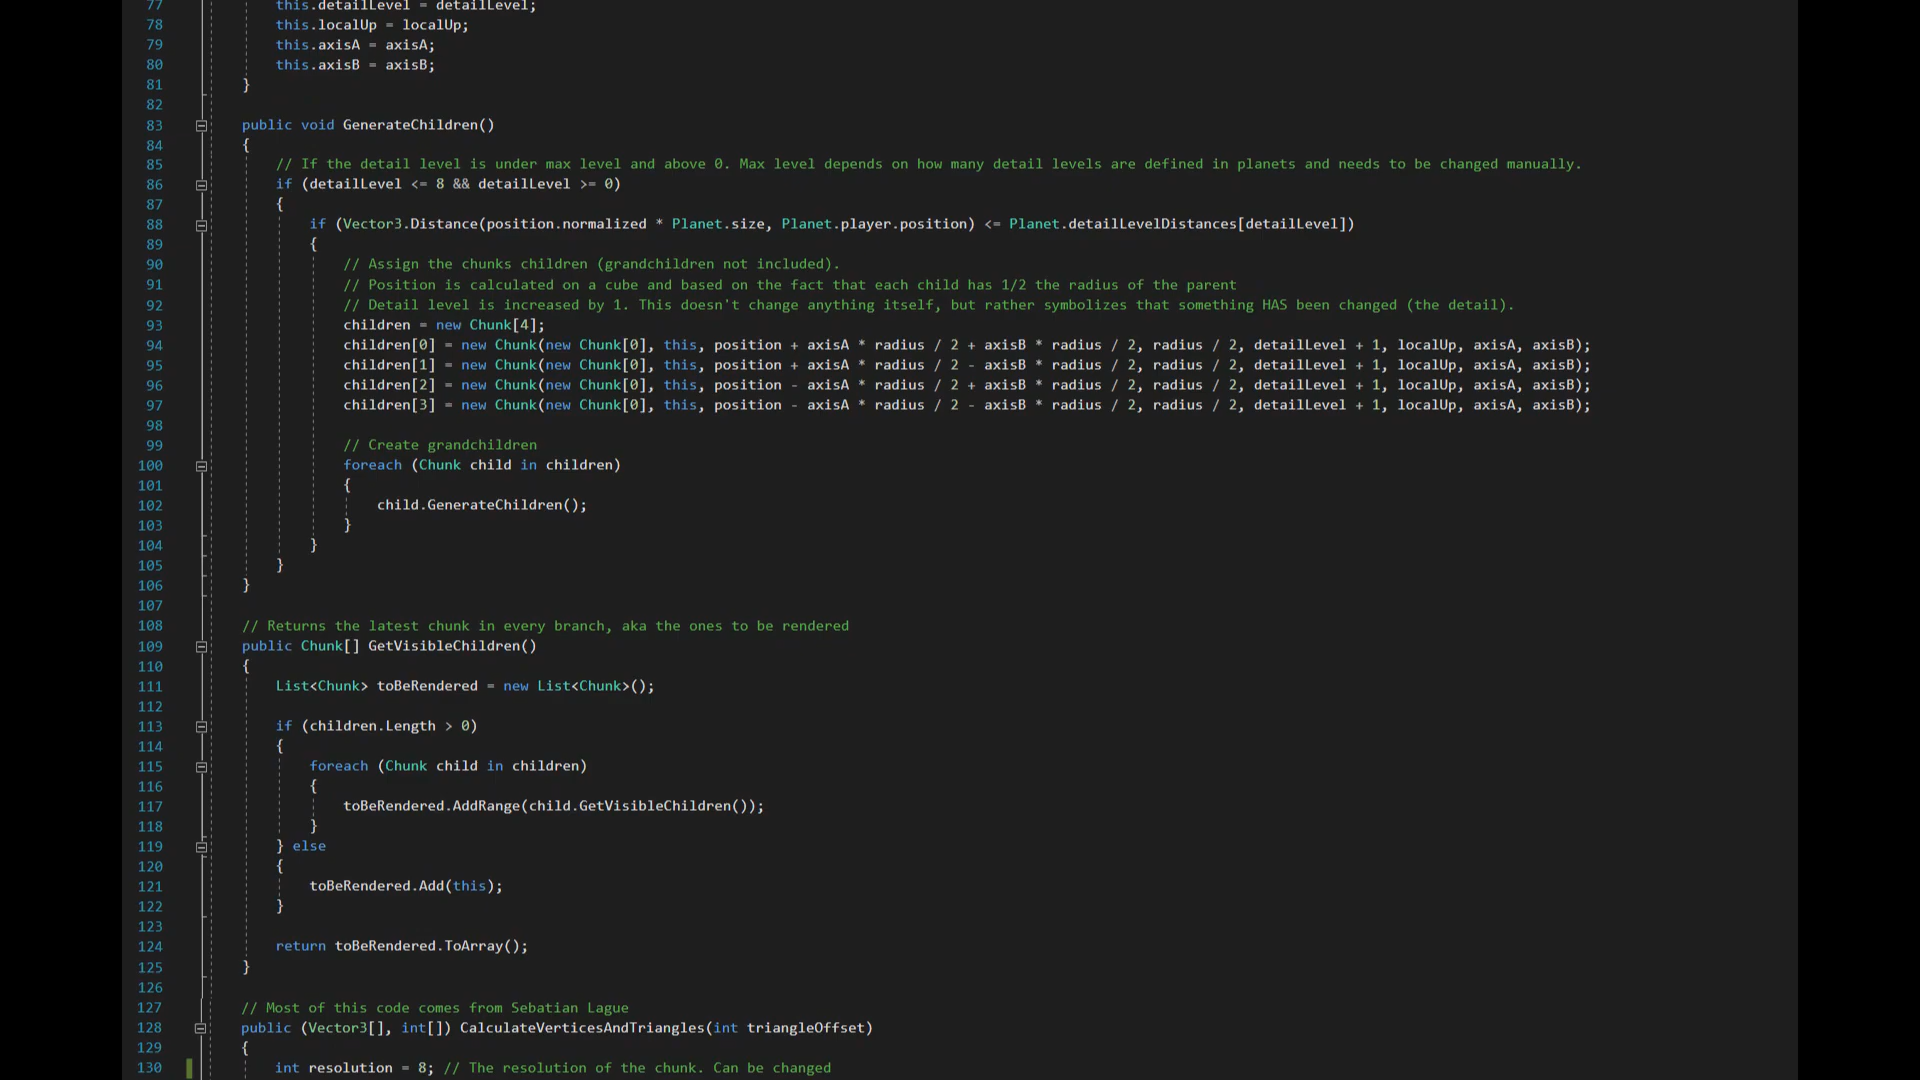 77 this.detailLevel = detailLevel;
78 this.localUp = localUp;
79 this.axisA = axisA;
80 this.axisB = axisB;
81 }
82
83 public void GenerateChildren()
84 {
85 // If the detail level is under max level and above 0. Max level depends on how many detail levels are defined in planets and needs to be changed manually.
86 if (detailLevel <= 8 && detailLevel >= 0)
87 {
88 if (Vector3.Distance(position.normalized * Planet.size, Planet.player.position) <= Planet.detailLevelDistances[detailLevel])
89 {
90 // Assign the chunks children (grandchildren not included).
91 // Position is calculated on a cube and based on the fact that each child has 1/2 the radius of the parent
92 // Detail level is increased by 1. This doesn't change anything itself, but rather symbolizes that something HAS been changed (the detail).
93 children = new Chunk[4];
94 children[0] = new Chunk(new Chunk[0], this, position + axisA * radius / 2 + axisB * radius / 2, radius / 2, detailLevel + 1, localUp, axisA, axisB);
95 children[1] = new Chunk(new Chunk[0], this, position + axisA * radius / 2 - axisB * radius / 2, radius / 2, detailLevel + 1, localUp, axisA, axisB);
96 children[2] = new Chunk(new Chunk[0], this, position - axisA * radius / 2 + axisB * radius / 2, radius / 2, detailLevel + 1, localUp, axisA, axisB);
97 children[3] = new Chunk(new Chunk[0], this, position - axisA * radius / 2 - axisB * radius / 2, radius / 2, detailLevel + 1, localUp, axisA, axisB);
98
99 // Create grandchildren
100 foreach (Chunk child in children)
101 {
102 child.GenerateChildren();
103 }
104 }
105 }
106 }
107
108 // Returns the latest chunk in every branch, aka the ones to be rendered
109 public Chunk[] GetVisibleChildren()
110 {
111 List<Chunk> toBeRendered = new List<Chunk>();
112
113 if (children.Length > 0)
114 {
115 foreach (Chunk child in children)
116 {
117 toBeRendered.AddRange(child.GetVisibleChildren());
118 }
119 } else
120 {
121 toBeRendered.Add(this);
122 }
123
124 return toBeRendered.ToArray();
125 }
126
127 // Most of this code comes from Sebatian Lague
128 public (Vector3[], int[]) CalculateVerticesAndTriangles(int triangleOffset)
129 {
130 int resolution = 8; // The resolution of the chunk. Can be changed